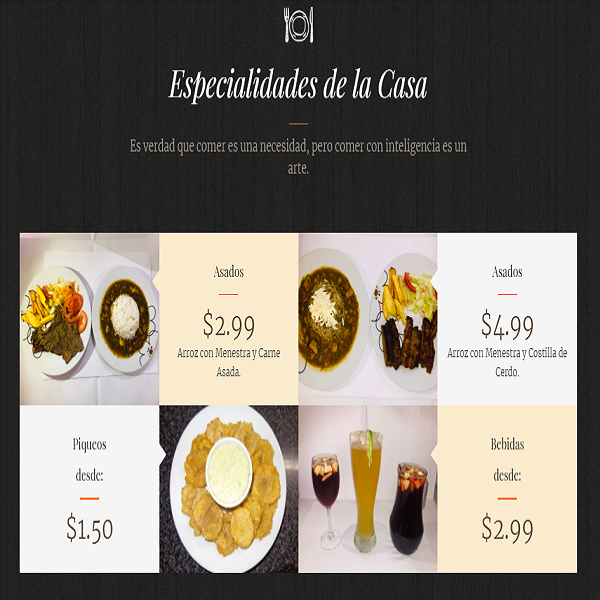 Especialidades de la Casa
Es verdad que comer es una necesidad, pero comer con inteligencia es un
arte.
Asados
$2.99
Arroz con Menestra y Carne
Asada.
Asados
$4.99
Arroz con Menestra y Costilla de
Cerdo.
Piqueos
desde:
$1.50
Bebidas
desde:
$2.99